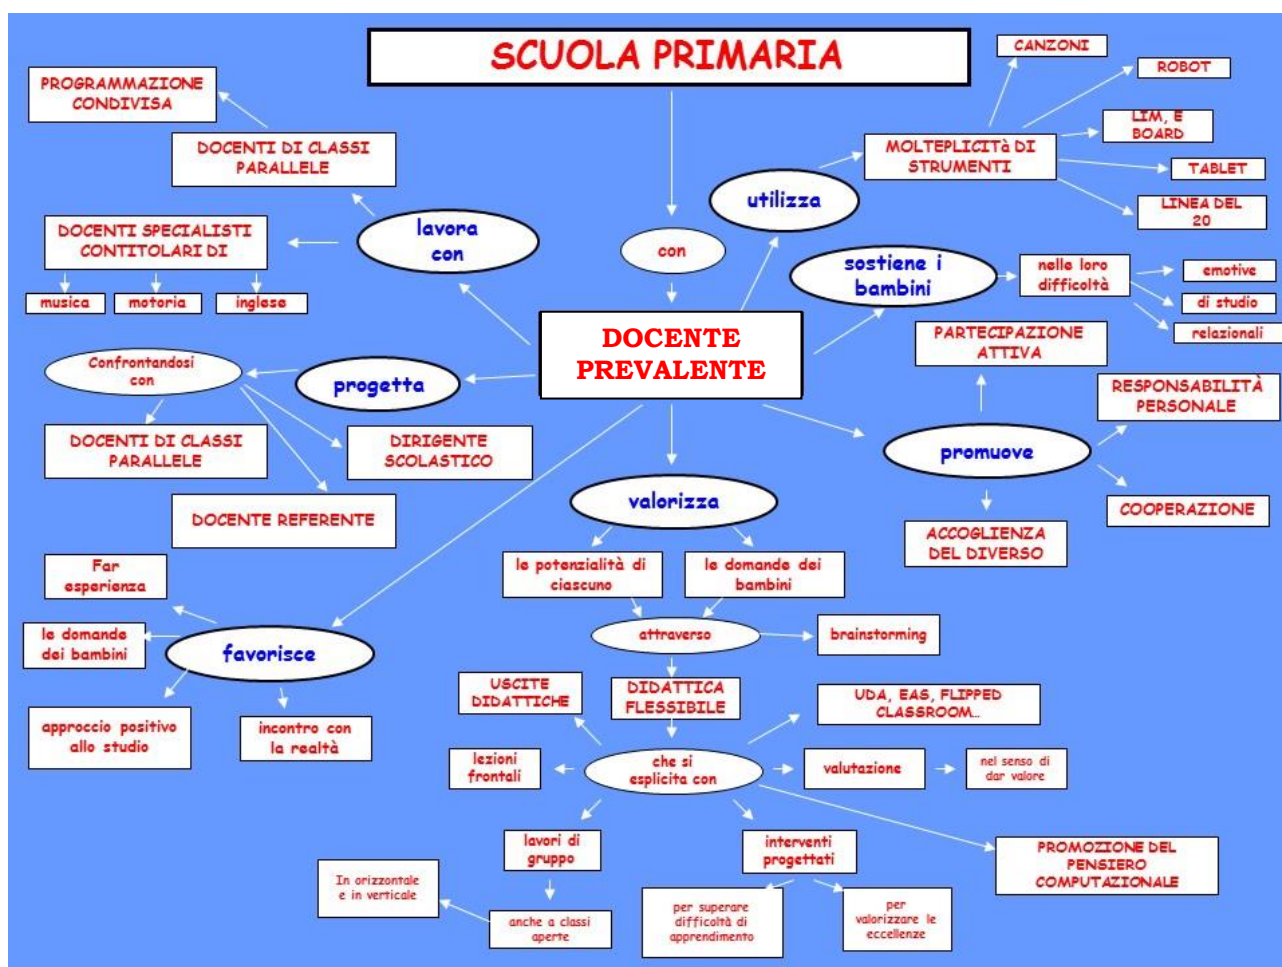 SCUOLA PRIMARIA
CANZONI
ROBOT
LIM, E
BOARD
TABLET
LINEA DEL
20
MOLTEPLICITà DI
STRUMENTI
utilizza
PROGRAMMAZIONE
CONDIVISA
DOCENTI DI CLASSI
PARALLELE
lavora
con
DOCENTI SPECIALISTI
CONTITOLARI DI
musica
motoria
inglese
con
sostiene i
bambini
nelle loro
difficoltà
emotive
di studio
relazionali
DOCENTE
PREVALENTE
PARTECIPAZIONE
ATTIVA
RESPONSABILITÀ
PERSONALE
promuove
COOPERAZIONE
ACCOGLIENZA
DEL DIVERSO
Confrontandosi
con
progetta
DOCENTI DI CLASSI
PARALLELE
DIRIGENTE
SCOLASTICO
DOCENTE REFERENTE
valorizza
le potenzialità di
ciascuno
le domande dei
bambini
attraverso
brainstorming
Far
esperienza
le domande
dei bambini
favorisce
approccio positivo
allo studio
incontro con
la realtà
USCITE
DIDATTICHE
DIDATTICA
FLESSIBILE
UDA, EAS, FLIPPED
CLASSROOM…
lezioni
frontali
che si
esplicita con
valutazione
nel senso di
dar valore
lavori di
gruppo
interventi
progettati
PROMOZIONE DEL
PENSIERO
COMPUTAZIONALE
In orizzontale
e in verticale
anche a classi
aperte
per superare
difficoltà di
apprendimento
per
valorizzare le
eccellenze